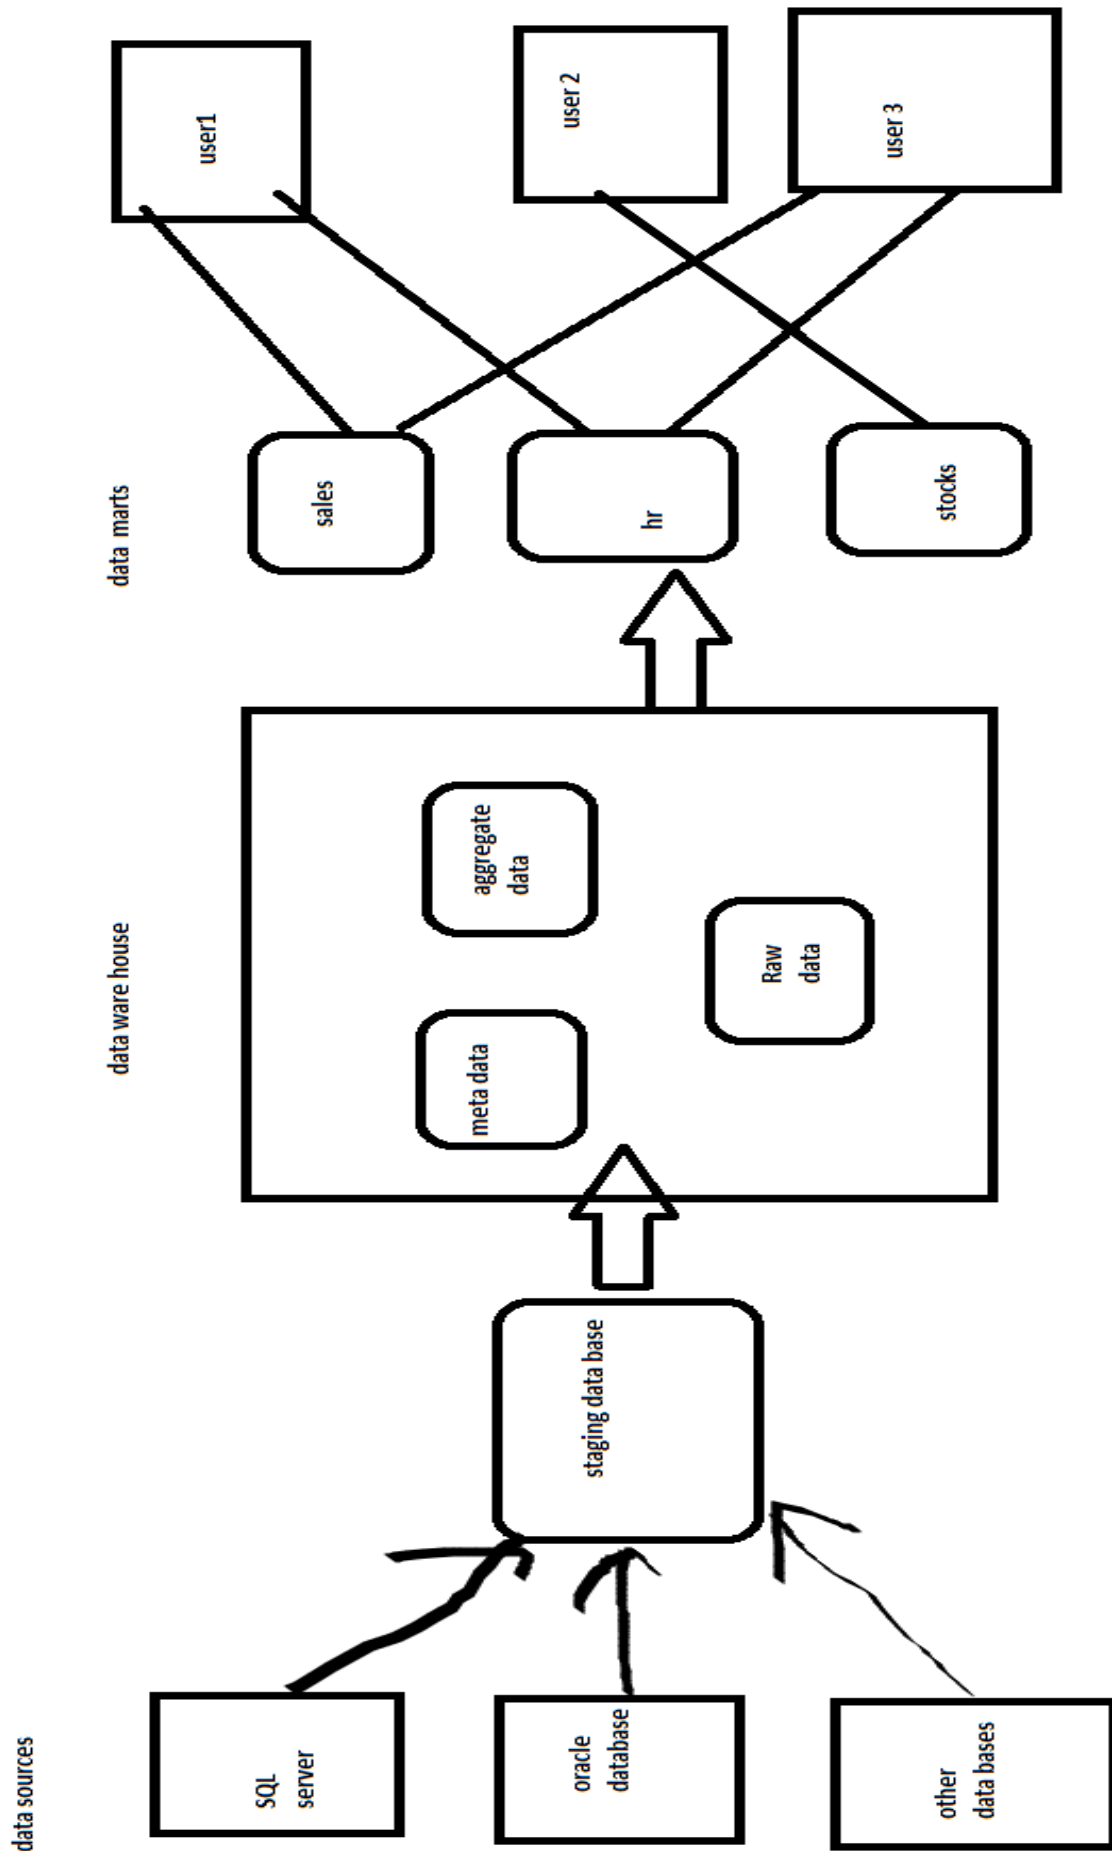 data sources
SQL
server
oracle
database
other
data bases
staging data base
data ware house
meta data
aggregate
data
Raw
data
data marts
sales
hr
stocks
user1
user 2
user 3